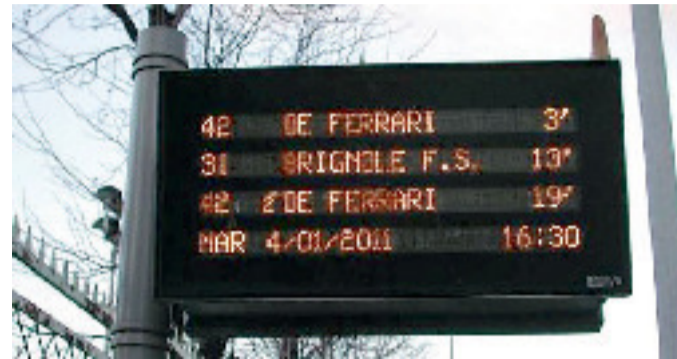 42 DE FERRARI 3'
31 BRIGNOLE F.S. 13'
42 DE FERRARI 19'
MAR 4/01/2011 16:30